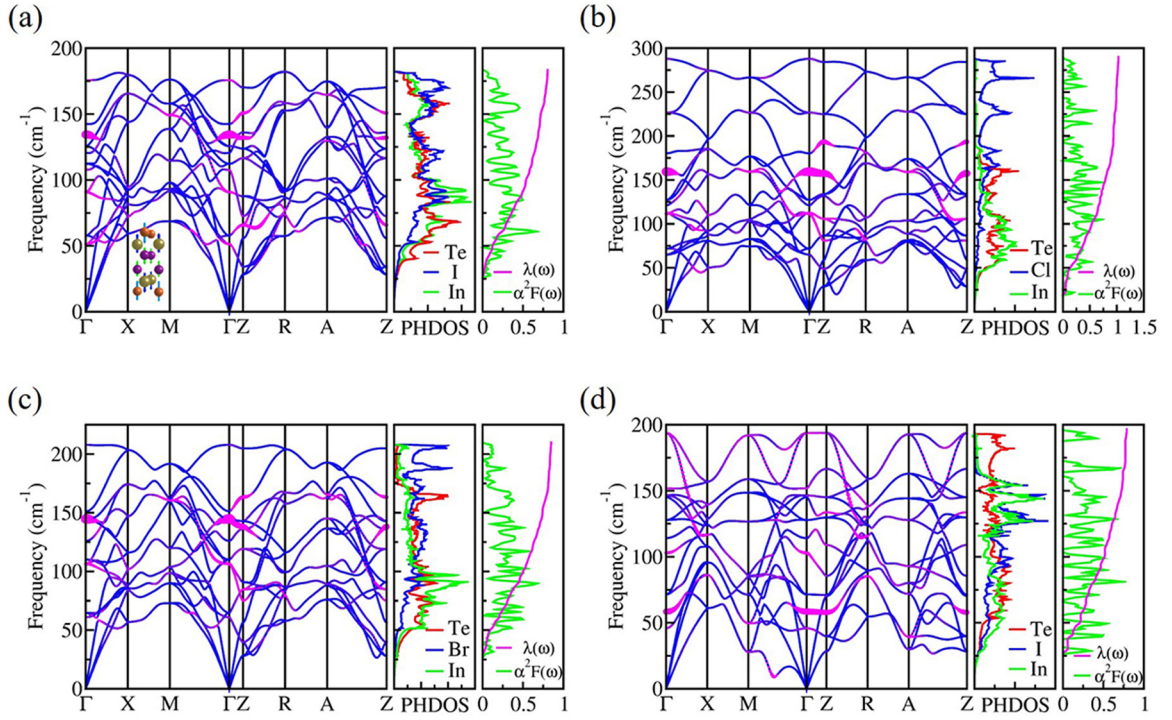 (a)
200
150
100
50
0
Frequency (cm⁻¹)
Γ X M Γ Z R A Z
Te
I
In
PHDOS
λ(ω)
α²F(ω)
0 0.5 1
(b)
300
250
200
150
100
50
0
Frequency (cm⁻¹)
Γ X M Γ Z R A Z
Te
Cl
In
PHDOS
λ(ω)
α²F(ω)
0 0.5 1 1.5
(c)
200
150
100
50
0
Frequency (cm⁻¹)
Γ X M Γ Z R A Z
Te
Br
In
PHDOS
λ(ω)
α²F(ω)
0 0.5 1
(d)
200
150
100
50
0
Frequency (cm⁻¹)
Γ X M Γ Z R A Z
Te
I
In
PHDOS
λ(ω)
α²F(ω)
0 0.5 1